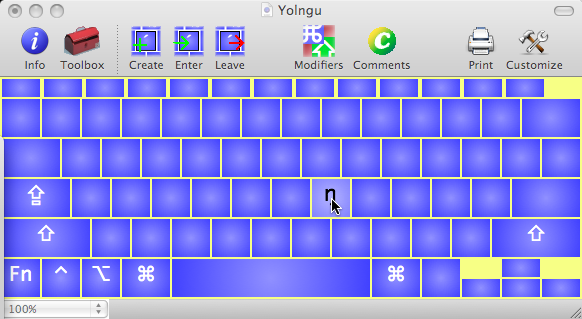 Yolngu
Info Toolbox Create Enter Leave Modifiers Comments Print Customize
⇪ ŋ
⇧ ⇧
Fn ^ ⌥ ⌘ ⌘
100%